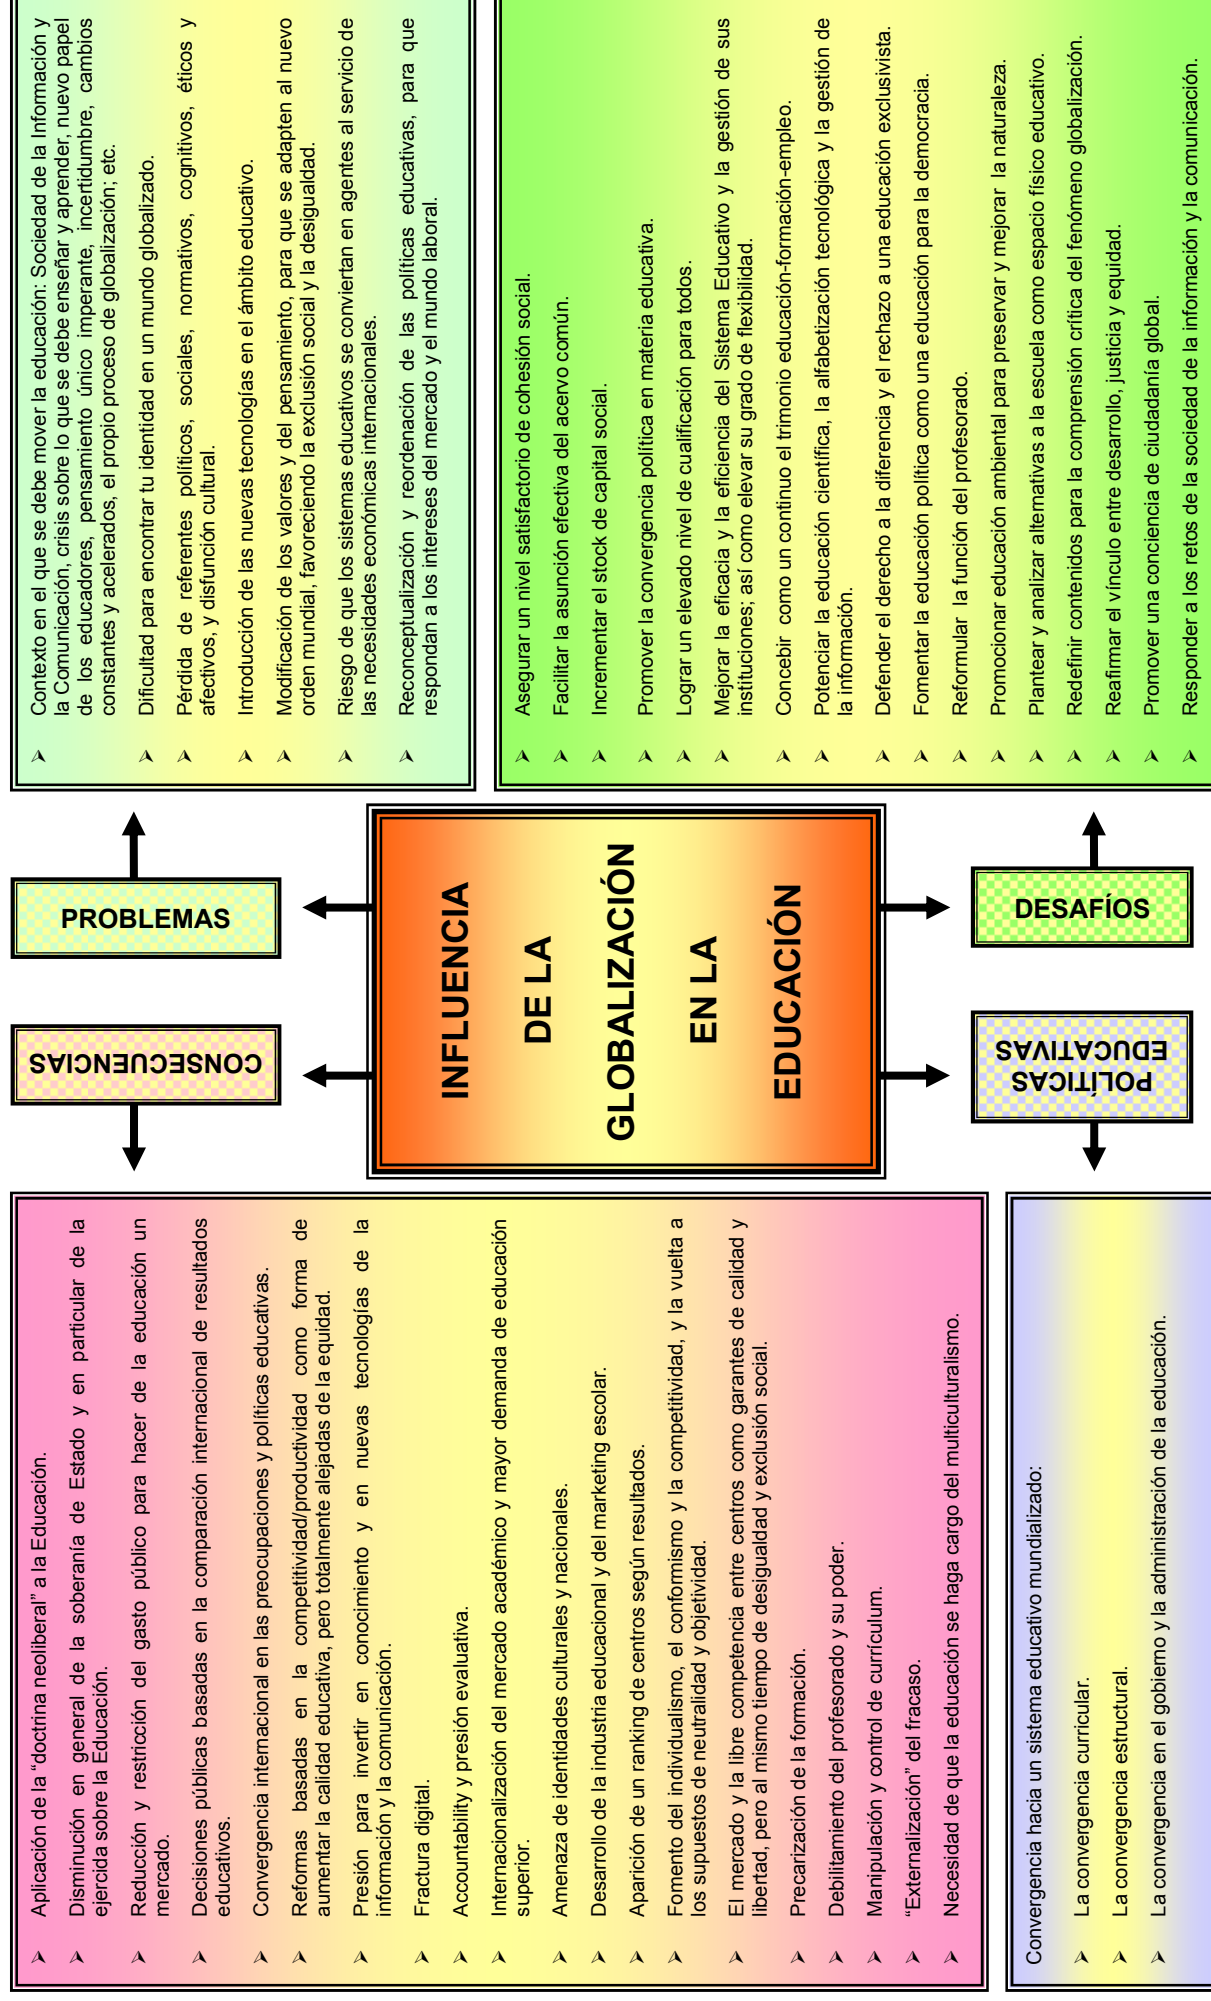 INFLUENCIA
DE LA
GLOBALIZACIÓN
EN LA
EDUCACIÓN
CONSECUENCIAS
Aplicación de la “doctrina neoliberal” a la Educación.
Disminución en general de la soberanía de Estado y en particular de la
ejercida sobre la Educación.
Reducción y restricción del gasto público para hacer de la educación un
mercado.
Decisiones públicas basadas en la comparación internacional de resultados
educativos.
Convergencia internacional en las preocupaciones y políticas educativas.
Reformas basadas en la competitividad/productividad como forma de
aumentar la calidad educativa, pero totalmente alejadas de la equidad.
Presión para invertir en conocimiento y en nuevas tecnologías de la
información y la comunicación.
Fractura digital.
Accountability y presión evaluativa.
Internacionalización del mercado académico y mayor demanda de educación
superior.
Amenaza de identidades culturales y nacionales.
Desarrollo de la industria educacional y del marketing escolar.
Aparición de un ranking de centros según resultados.
Fomento del individualismo, el conformismo y la competitividad, y la vuelta a
los supuestos de neutralidad y objetividad.
El mercado y la libre competencia entre centros como garantes de calidad y
libertad, pero al mismo tiempo de desigualdad y exclusión social.
Precarización de la formación.
Debilitamiento del profesorado y su poder.
Manipulación y control de currículum.
“Externalización” del fracaso.
Necesidad de que la educación se haga cargo del multiculturalismo.
PROBLEMAS
Contexto en el que se debe mover la educación: Sociedad de la Información y
la Comunicación, crisis sobre lo que se debe enseñar y aprender, nuevo papel
de los educadores, pensamiento único imperante, incertidumbre, cambios
constantes y acelerados, el propio proceso de globalización; etc.
Dificultad para encontrar tu identidad en un mundo globalizado.
Pérdida de referentes políticos, sociales, normativos, cognitivos, éticos y
afectivos, y disfunción cultural.
Introducción de las nuevas tecnologías en el ámbito educativo.
Modificación de los valores y del pensamiento, para que se adapten al nuevo
orden mundial, favoreciendo la exclusión social y la desigualdad.
Riesgo de que los sistemas educativos se conviertan en agentes al servicio de
las necesidades económicas internacionales.
Reconceptualización y reordenación de las políticas educativas, para que
respondan a los intereses del mercado y el mundo laboral.
POLÍTICAS
EDUCATIVAS
Convergencia hacia un sistema educativo mundializado:
La convergencia curricular.
La convergencia estructural.
La convergencia en el gobierno y la administración de la educación.
DESAFÍOS
Asegurar un nivel satisfactorio de cohesión social.
Facilitar la asunción efectiva del acervo común.
Incrementar el stock de capital social.
Promover la convergencia política en materia educativa.
Lograr un elevado nivel de cualificación para todos.
Mejorar la eficacia y la eficiencia del Sistema Educativo y la gestión de sus
instituciones; así como elevar su grado de flexibilidad.
Concebir como un continuo el trimonio educación-formación-empleo.
Potenciar la educación científica, la alfabetización tecnológica y la gestión de
la información.
Defender el derecho a la diferencia y el rechazo a una educación exclusivista.
Fomentar la educación política como una educación para la democracia.
Reformular la función del profesorado.
Promocionar educación ambiental para preservar y mejorar la naturaleza.
Plantear y analizar alternativas a la escuela como espacio físico educativo.
Redefinir contenidos para la comprensión crítica del fenómeno globalización.
Reafirmar el vínculo entre desarrollo, justicia y equidad.
Promover una conciencia de ciudadanía global.
Responder a los retos de la sociedad de la información y la comunicación.